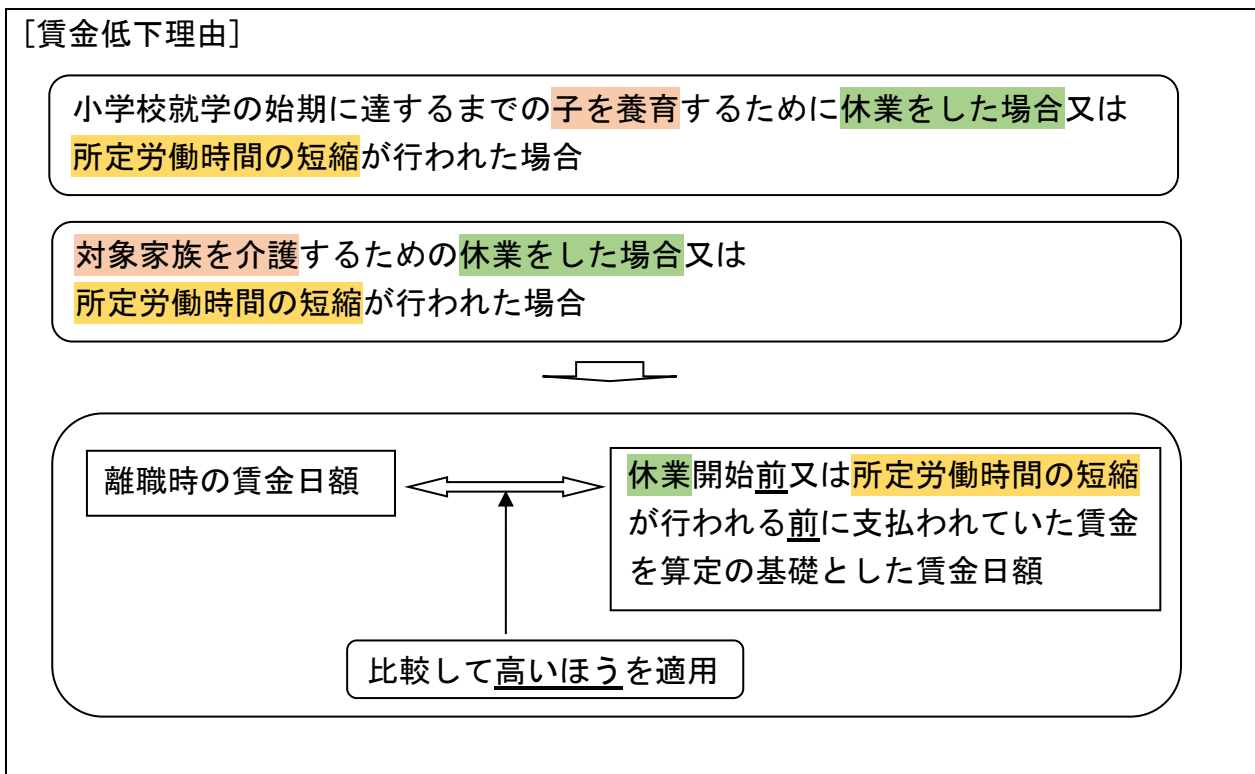 [賃金低下理由]
小学校就学の始期に達するまでの子を養育するために休業をした場合又は
所定労働時間の短縮が行われた場合
対象家族を介護するための休業をした場合又は
所定労働時間の短縮が行われた場合
離職時の賃金日額
休業開始前又は所定労働時間の短縮
が行われる前に支払われていた賃金
を算定の基礎とした賃金日額
比較して高いほうを適用